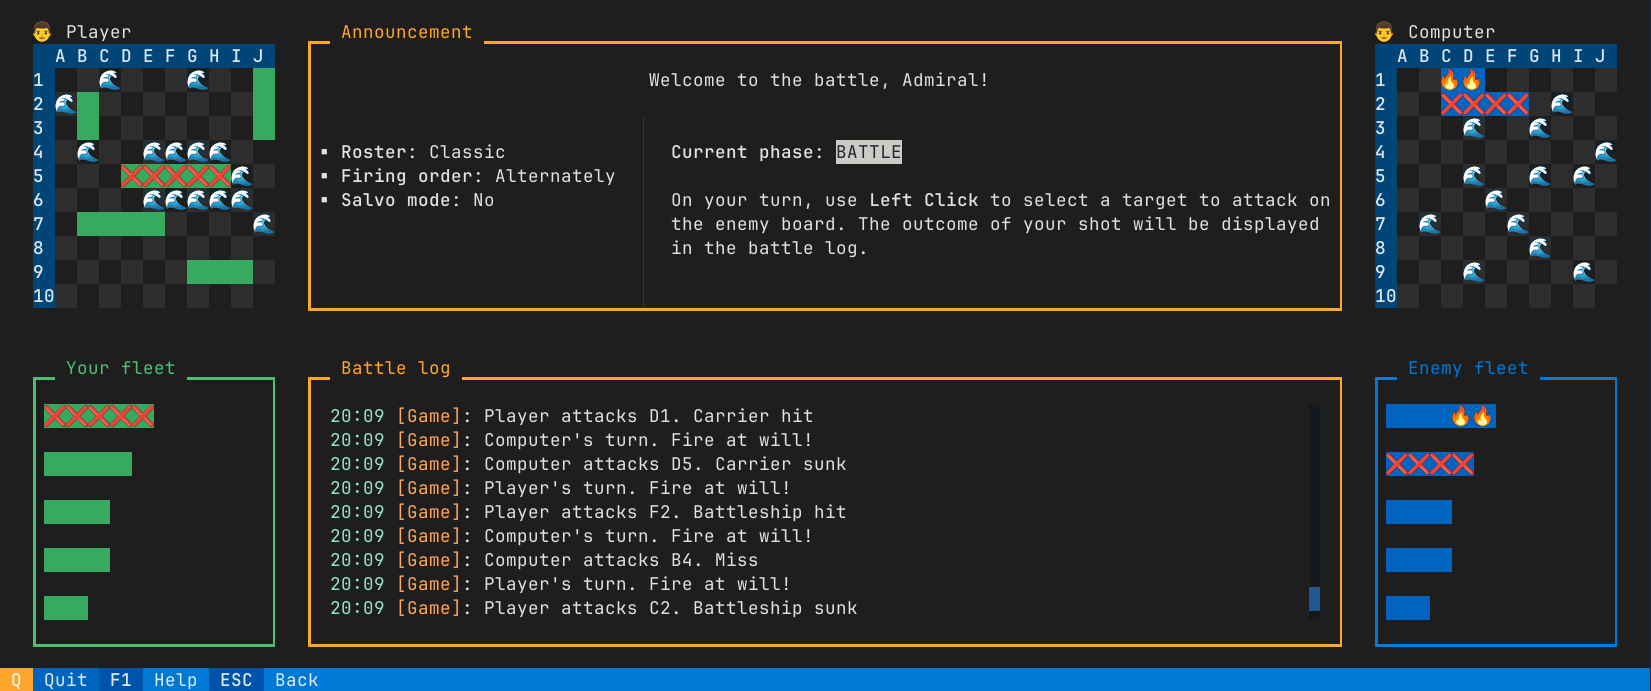 Player
A B C D E F G H I J
1
2
3
4
5
6
7
8
9
10
Announcement
Welcome to the battle, Admiral!
▪ Roster: Classic
▪ Firing order: Alternately
▪ Salvo mode: No
Current phase: BATTLE
On your turn, use Left Click to select a target to attack on
the enemy board. The outcome of your shot will be displayed
in the battle log.
Computer
A B C D E F G H I J
1
2
3
4
5
6
7
8
9
10
Your fleet
Battle log
20:09 [Game]: Player attacks D1. Carrier hit
20:09 [Game]: Computer's turn. Fire at will!
20:09 [Game]: Computer attacks D5. Carrier sunk
20:09 [Game]: Player's turn. Fire at will!
20:09 [Game]: Player attacks F2. Battleship hit
20:09 [Game]: Computer's turn. Fire at will!
20:09 [Game]: Computer attacks B4. Miss
20:09 [Game]: Player's turn. Fire at will!
20:09 [Game]: Player attacks C2. Battleship sunk
Enemy fleet
Q Quit F1 Help ESC Back